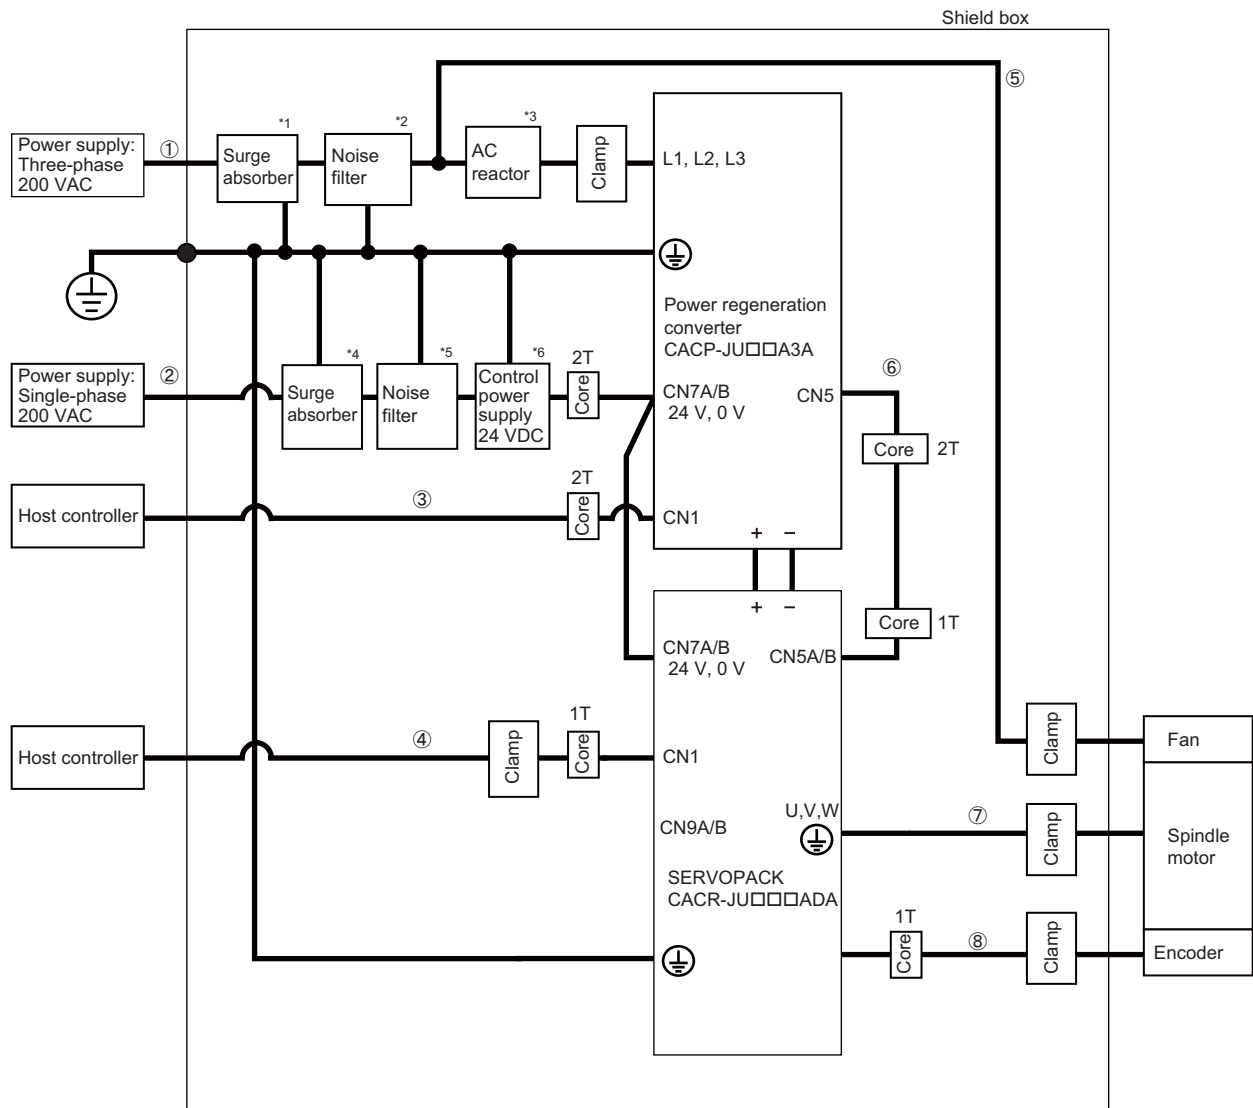 Shield box
⑤
*1
*2
*3
Power supply:
Three-phase
200 VAC
①
Surge
absorber
Noise
filter
AC
reactor
Clamp
L1, L2, L3
Power regeneration
converter
CACP-JU□□A3A
Power supply:
Single-phase
200 VAC
②
*4
*5
*6
Surge
absorber
Noise
filter
Control
power
supply
24 VDC
2T
Core
CN7A/B
24 V, 0 V
CN5
⑥
Core
2T
Host controller
③
2T
Core
CN1
+ −
+ −
Core
1T
CN7A/B
24 V, 0 V
CN5A/B
Host controller
④
Clamp
1T
Core
CN1
Clamp
Fan
CN9A/B
U,V,W
⑦
Clamp
Spindle
motor
SERVOPACK
CACR-JU□□□ADA
1T
Core
⑧
Clamp
Encoder